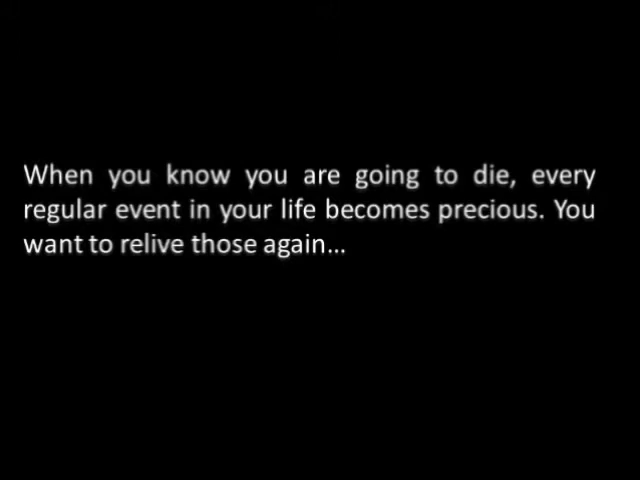 When you know you are going to die, every
regular event in your life becomes precious. You
want to relive those again...